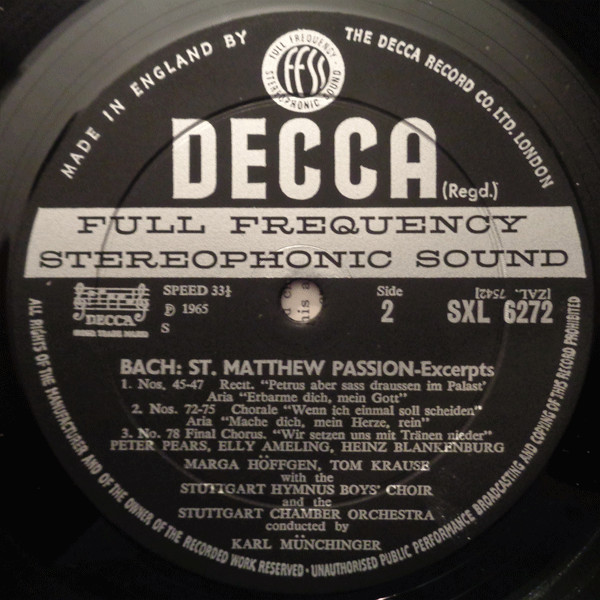 MADE IN ENGLAND BY
THE DECCA RECORD CO. LTD. LONDON
FULL FREQUENCY
ffss
STEREOPHONIC SOUND
DECCA (Regd.)
FULL FREQUENCY
STEREOPHONIC SOUND
DECCA
SPEED 33⅓
℗ 1965
S
Side
2
[ZAL. 7542]
SXL 6272
BACH: ST. MATTHEW PASSION-Excerpts
1. Nos. 45-47 Recit. "Petrus aber sass draussen im Palast"
Aria "Erbarme dich, mein Gott"
2. Nos. 72-75 Chorale "Wenn ich einmal soll scheiden"
Aria "Mache dich, mein Herze, rein"
3. No. 78 Final Chorus. "Wir setzen uns mit Tränen nieder"
PETER PEARS, ELLY AMELING, HEINZ BLANKENBURG
MARGA HÖFFGEN, TOM KRAUSE
with the
STUTTGART HYMNUS BOYS' CHOIR
and the
STUTTGART CHAMBER ORCHESTRA
conducted by
KARL MÜNCHINGER
ALL RIGHTS OF THE MANUFACTURER AND OF THE OWNER OF THE RECORDED WORK RESERVED · UNAUTHORISED PUBLIC PERFORMANCE BROADCASTING AND COPYING OF THIS RECORD PROHIBITED